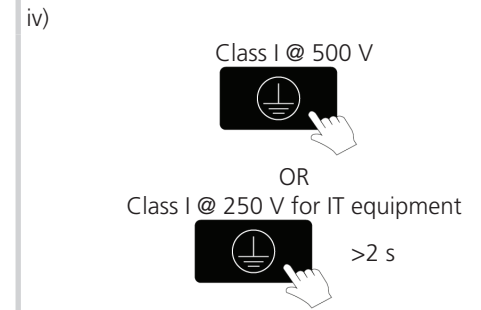 iv)
Class I @ 500 V
OR
Class I @ 250 V for IT equipment
>2 s